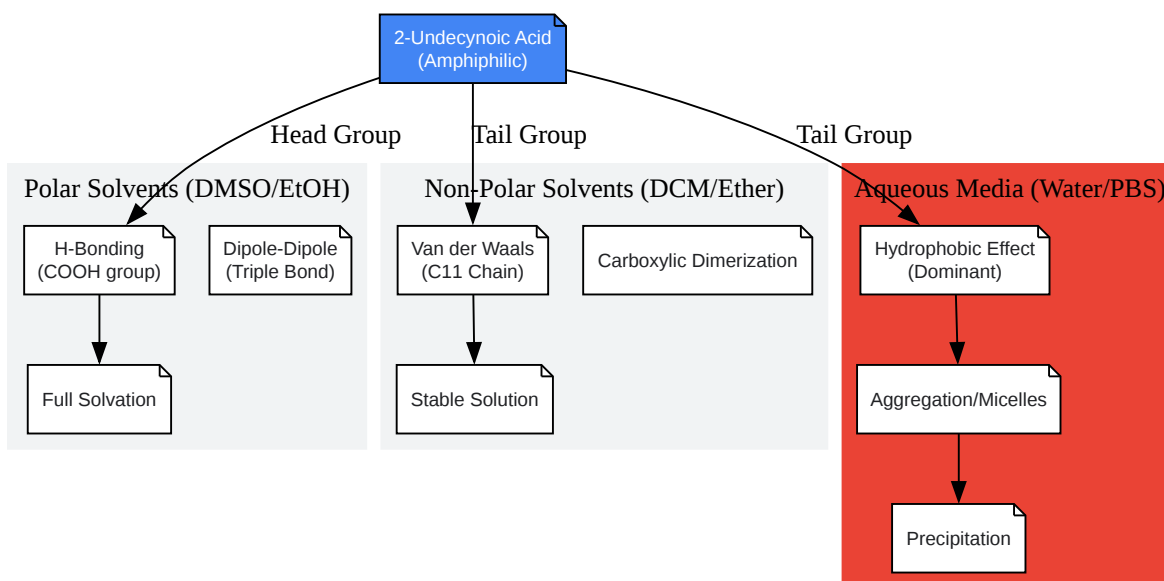 2-Undecynoic Acid
(Amphiphilic)
Head Group
Tail Group
Tail Group
Polar Solvents (DMSO/EtOH)
Non-Polar Solvents (DCM/Ether)
Aqueous Media (Water/PBS)
H-Bonding
(COOH group)
Dipole-Dipole
(Triple Bond)
Van der Waals
(C11 Chain)
Carboxylic Dimerization
Hydrophobic Effect
(Dominant)
Full Solvation
Stable Solution
Aggregation/Micelles
Precipitation